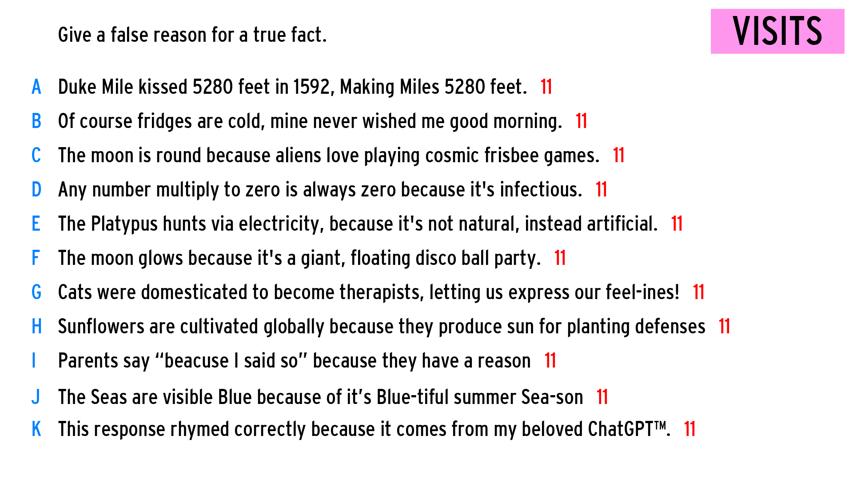 VISITS
Give a false reason for a true fact.
A Duke Mile kissed 5280 feet in 1592, Making Miles 5280 feet. 11
B Of course fridges are cold, mine never wished me good morning. 11
C The moon is round because aliens love playing cosmic frisbee games. 11
D Any number multiply to zero is always zero because it's infectious. 11
E The Platypus hunts via electricity, because it's not natural, instead artificial. 11
F The moon glows because it's a giant, floating disco ball party. 11
G Cats were domesticated to become therapists, letting us express our feel-ines! 11
H Sunflowers are cultivated globally because they produce sun for planting defenses 11
I Parents say “beacuse I said so” because they have a reason 11
J The Seas are visible Blue because of it’s Blue-tiful summer Sea-son 11
K This response rhymed correctly because it comes from my beloved ChatGPT™. 11